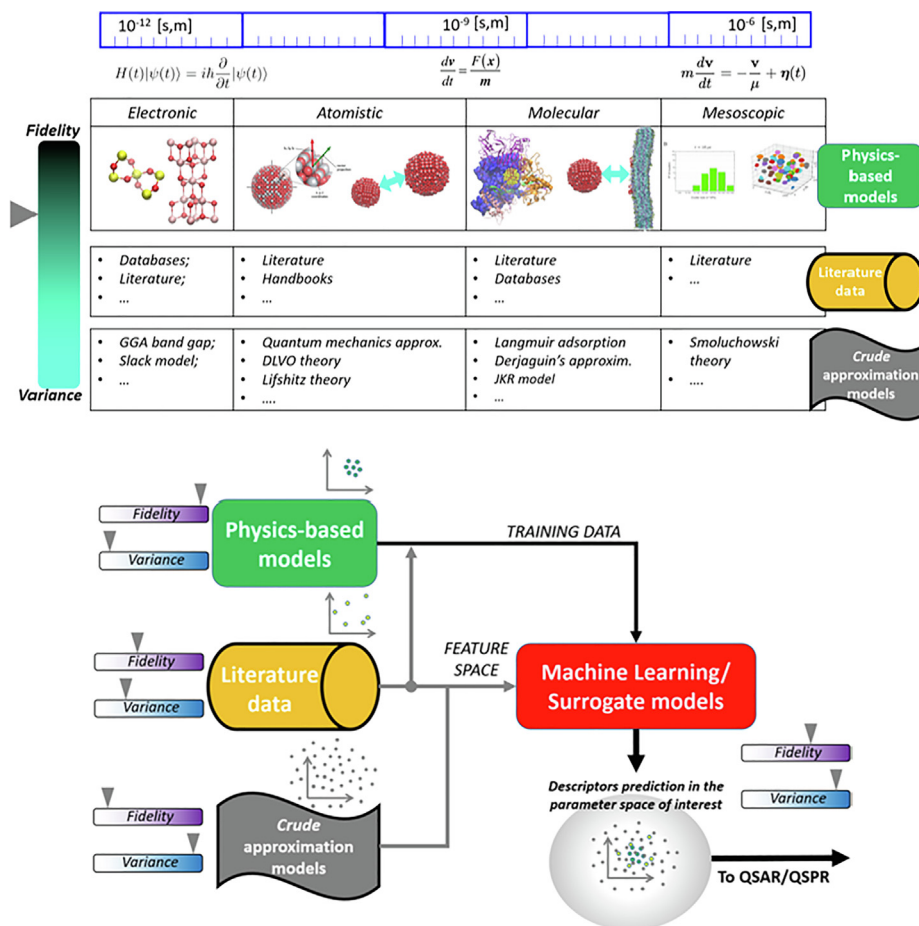 10⁻¹² [s,m]
10⁻⁹ [s,m]
10⁻⁶ [s,m]
H(t)|ψ(t)⟩ = iħ ∂/∂t |ψ(t)⟩
dv/dt = F(x)/m
m dv/dt = −v/μ + η(t)
Fidelity
Electronic
Atomistic
Molecular
Mesoscopic
Physics-based
models
• Databases;
• Literature;
• ...
• Literature
• Handbooks
• ...
• Literature
• Databases
• ...
• Literature
• ...
Literature
data
• GGA band gap;
• Slack model;
• ...
• Quantum mechanics approx.
• DLVO theory
• Lifshitz theory
• ....
• Langmuir adsorption
• Derjaguin's approxim.
• JKR model
• ...
• Smoluchowski
theory
• ....
Crude
approximation
models
Variance
Fidelity
Variance
Physics-based
models
TRAINING DATA
Fidelity
Variance
Literature
data
FEATURE
SPACE
Machine Learning/
Surrogate models
Fidelity
Variance
Crude
approximation
models
Descriptors prediction in the
parameter space of interest
Fidelity
Variance
To QSAR/QSPR